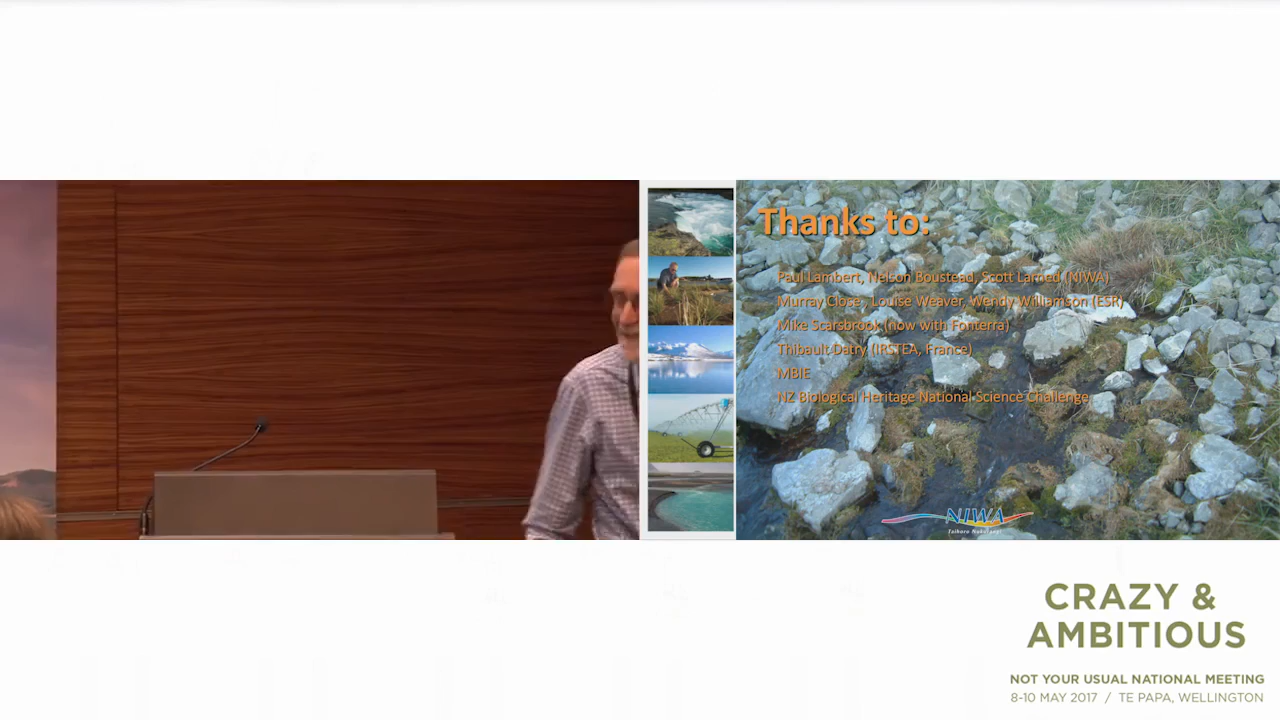 Thanks to:
Paul Lambert, Nelson Boustead, Scott Larned (NIWA)
Murray Close , Louise Weaver, Wendy Williamson (ESR)
Mike Scarsbrook (now with Fonterra)
Thibault Datry (IRSTEA, France)
MBIE
NZ Biological Heritage National Science Challenge
NIWA
Taihoro Nukurangi
CRAZY &
AMBITIOUS
NOT YOUR USUAL NATIONAL MEETING
8-10 MAY 2017 / TE PAPA, WELLINGTON